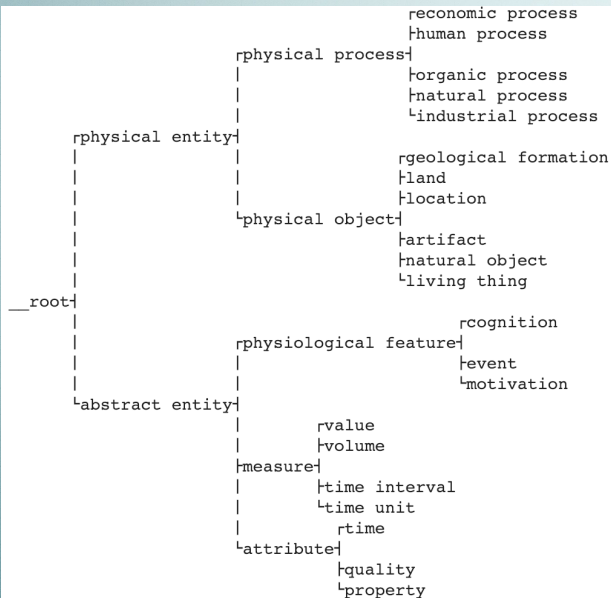 ┌economic process
├human process
┌physical process┤
│ ├organic process
│ ├natural process
│ └industrial process
┌physical entity┤
│ │ ┌geological formation
│ │ ├land
│ │ ├location
│ └physical object┤
│ ├artifact
│ ├natural object
│ └living thing
__root┤
│ ┌cognition
│ ┌physiological feature┤
│ │ ├event
│ │ └motivation
└abstract entity┤
│ ┌value
│ ├volume
├measure┤
│ ├time interval
│ └time unit
│ ┌time
└attribute┤
├quality
└property